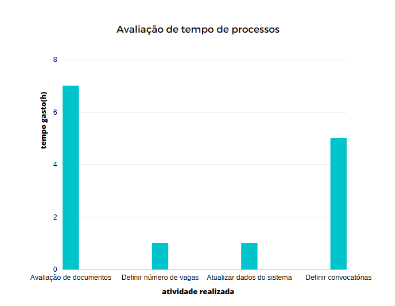 Avaliação de tempo de processos
8
6
4
2
0
tempo gasto(h)
Avaliação de documentos
Definir número de vagas
Atualizar dados do sistema
Definir convocatórias
atividade realizada